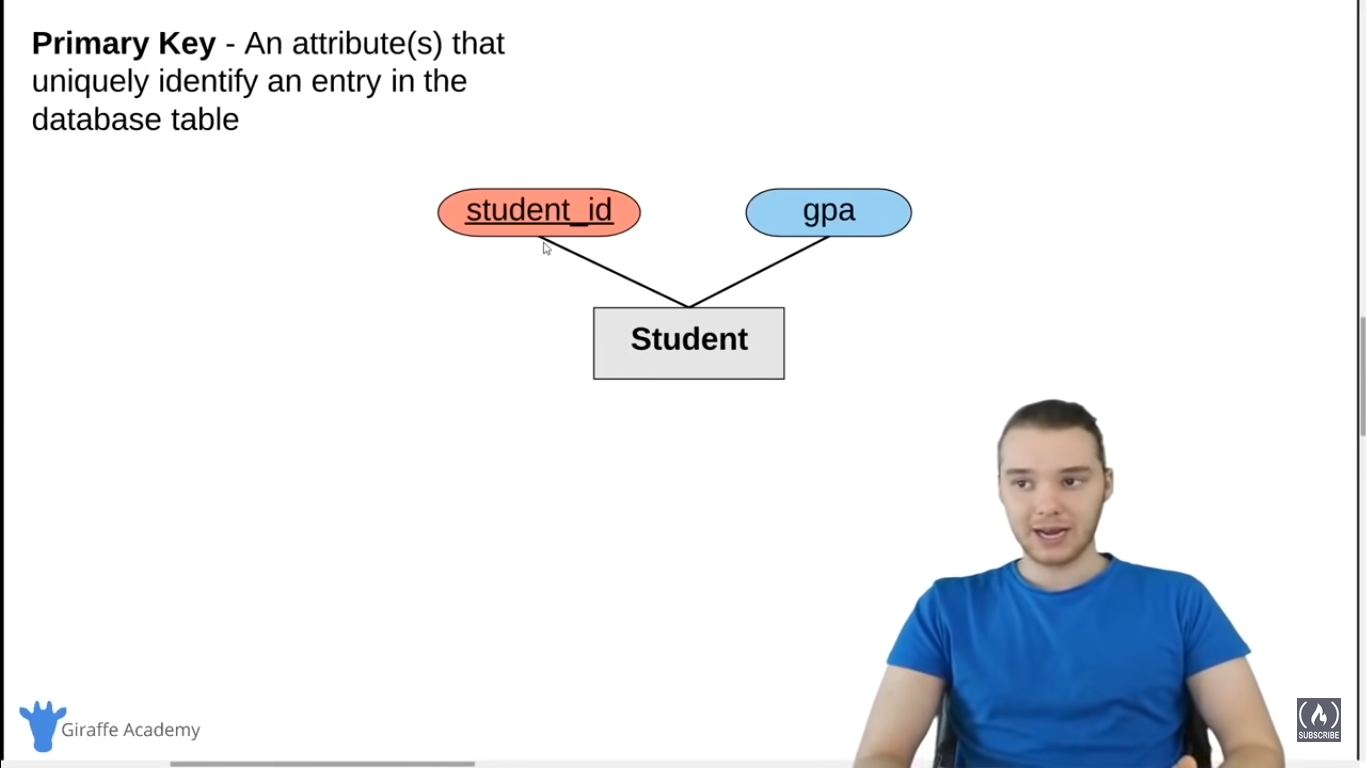 Primary Key - An attribute(s) that
uniquely identify an entry in the
database table
student_id
gpa
Student
Giraffe Academy
SUBSCRIBE